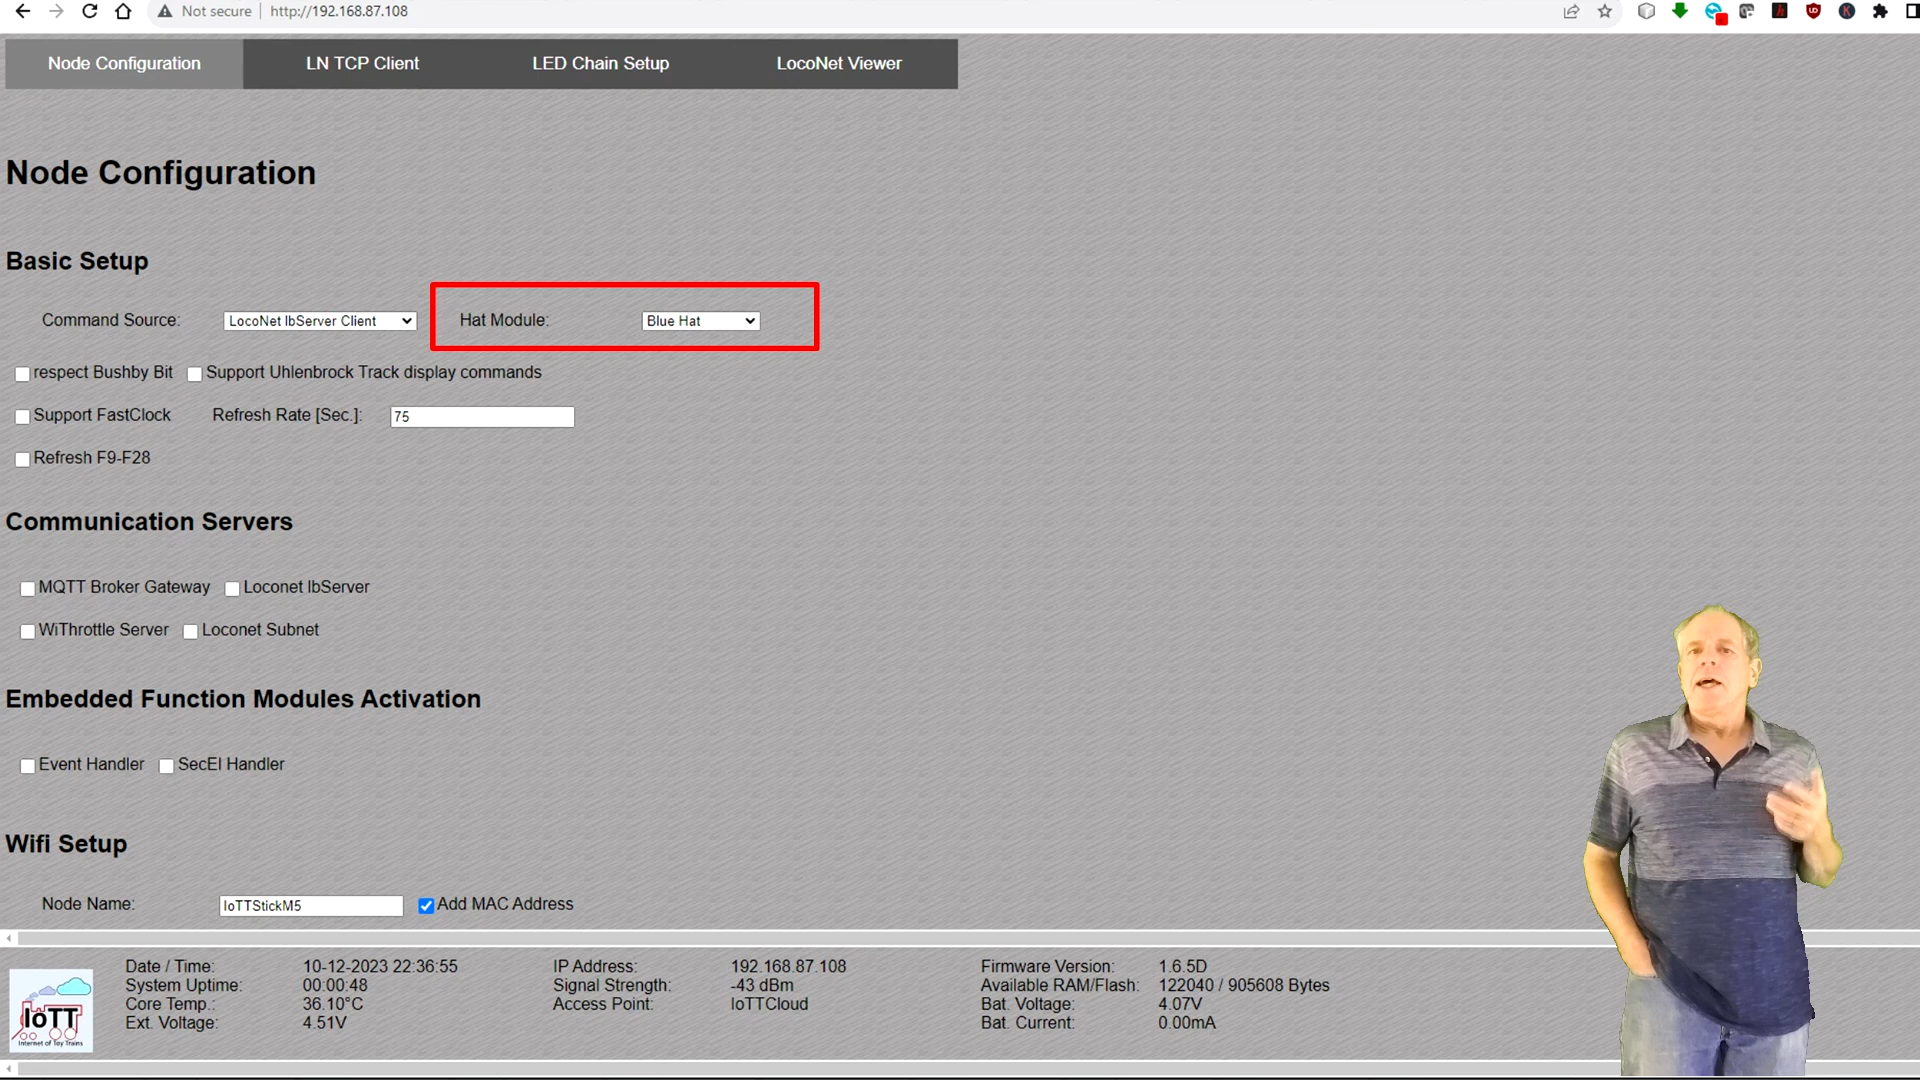 Not secure | http://192.168.87.108
Node Configuration LN TCP Client LED Chain Setup LocoNet Viewer
Node Configuration
Basic Setup
Command Source: LocoNet lbServer Client Hat Module: Blue Hat
respect Bushby Bit Support Uhlenbrock Track display commands
Support FastClock Refresh Rate [Sec.]: 75
Refresh F9-F28
Communication Servers
MQTT Broker Gateway Loconet lbServer
WiThrottle Server Loconet Subnet
Embedded Function Modules Activation
Event Handler SecEl Handler
Wifi Setup
Node Name: IoTTStickM5 Add MAC Address
Date / Time: 10-12-2023 22:36:55 IP Address: 192.168.87.108 Firmware Version: 1.6.5D
System Uptime: 00:00:48 Signal Strength: -43 dBm Available RAM/Flash: 122040 / 905608 Bytes
Core Temp.: 36.10°C Access Point: IoTTCloud Bat. Voltage: 4.07V
Ext. Voltage: 4.51V Bat. Current: 0.00mA
IoTT
Internet of Toy Trains